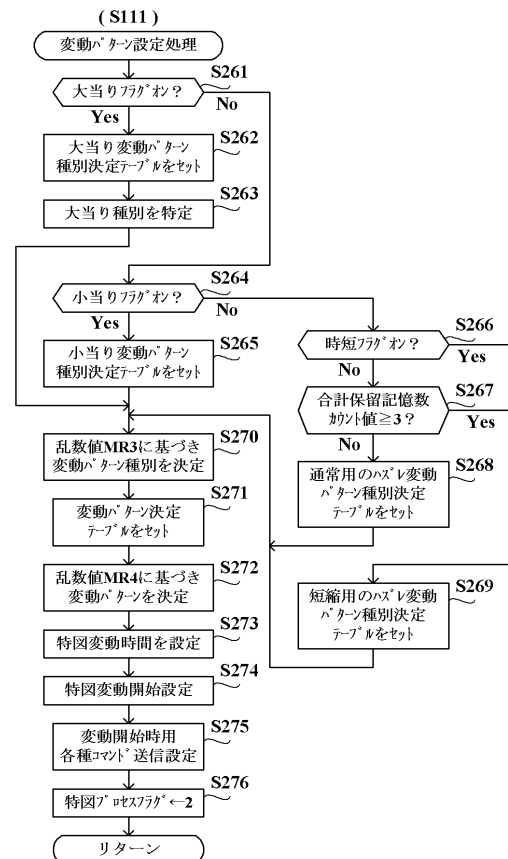 ( S111 )
変動ﾊﾟﾀｰﾝ設定処理
S261
大当りﾌﾗｸﾞｵﾝ？
No
Yes
S262
大当り変動ﾊﾟﾀｰﾝ
種別決定ﾃｰﾌﾞﾙをｾｯﾄ
S263
大当り種別を特定
S264
小当りﾌﾗｸﾞｵﾝ？
No
Yes
S265
小当り変動ﾊﾟﾀｰﾝ
種別決定ﾃｰﾌﾞﾙをｾｯﾄ
S266
時短ﾌﾗｸﾞｵﾝ？
Yes
No
S267
合計保留記憶数
ｶｳﾝﾄ値≧3？
Yes
No
S268
通常用のﾊｽﾞﾚ変動
ﾊﾟﾀｰﾝ種別決定
ﾃｰﾌﾞﾙをｾｯﾄ
S269
短縮用のﾊｽﾞﾚ変動
ﾊﾟﾀｰﾝ種別決定
ﾃｰﾌﾞﾙをｾｯﾄ
S270
乱数値MR3に基づき
変動ﾊﾟﾀｰﾝ種別を決定
S271
変動ﾊﾟﾀｰﾝ決定
ﾃｰﾌﾞﾙをｾｯﾄ
S272
乱数値MR4に基づき
変動ﾊﾟﾀｰﾝを決定
S273
特図変動時間を設定
S274
特図変動開始設定
S275
変動開始時用
各種ｺﾏﾝﾄﾞ送信設定
S276
特図ﾌﾟﾛｾｽﾌﾗｸﾞ←2
リターン